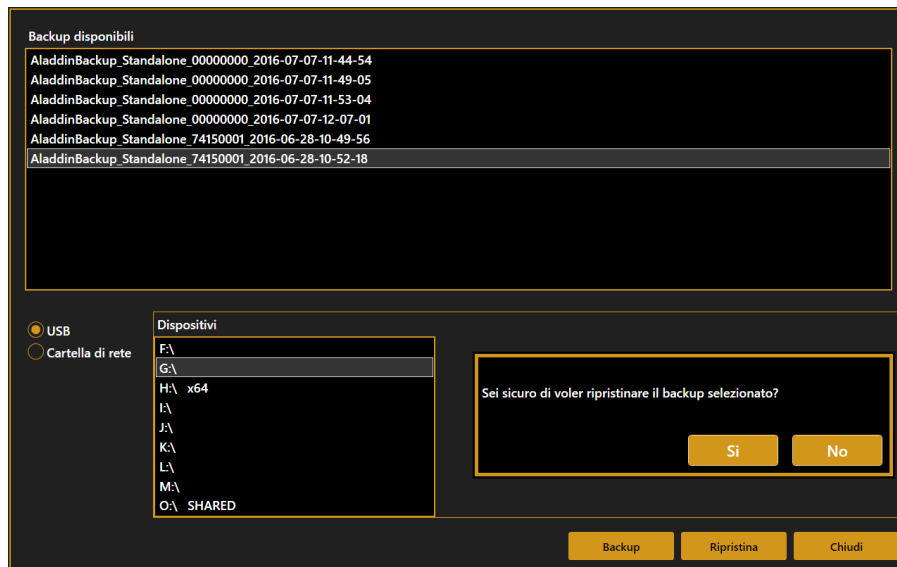 Backup disponibili
AladdinBackup_Standalone_00000000_2016-07-07-11-44-54
AladdinBackup_Standalone_00000000_2016-07-07-11-49-05
AladdinBackup_Standalone_00000000_2016-07-07-11-53-04
AladdinBackup_Standalone_00000000_2016-07-07-12-07-01
AladdinBackup_Standalone_74150001_2016-06-28-10-49-56
AladdinBackup_Standalone_74150001_2016-06-28-10-52-18
USB
Cartella di rete
Dispositivi
F:\
G:\
H:\ x64
I:\
J:\
K:\
L:\
M:\
O:\ SHARED
Sei sicuro di voler ripristinare il backup selezionato?
Si No
Backup Ripristina Chiudi